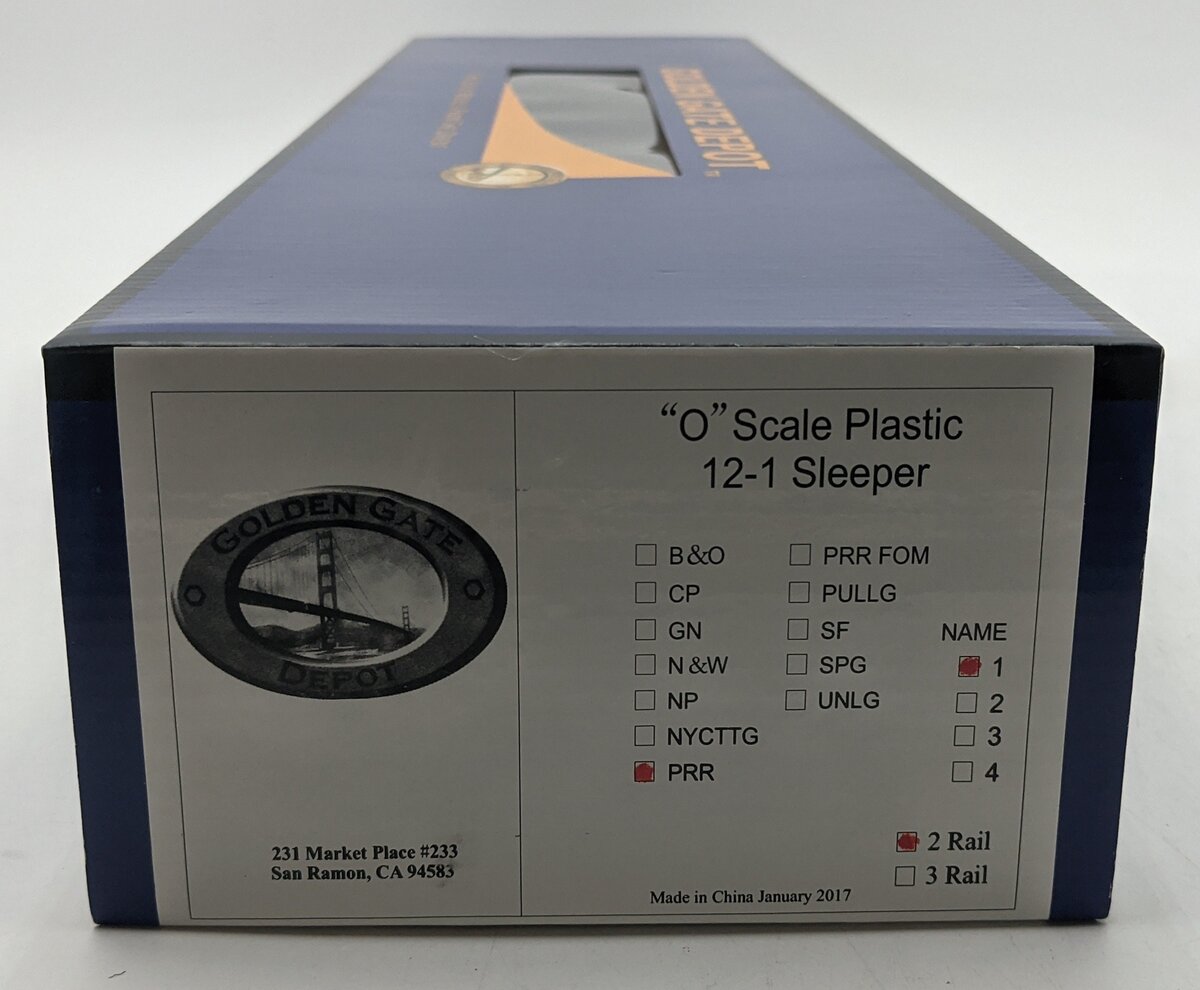 GOLDEN GATE DEPOT
GOLDEN GATE
DEPOT
231 Market Place #233
San Ramon, CA 94583
“O” Scale Plastic
12-1 Sleeper
B&O
CP
GN
N&W
NP
NYCTTG
PRR
PRR FOM
PULLG
SF
SPG
UNLG
NAME
1
2
3
4
2 Rail
3 Rail
Made in China January 2017